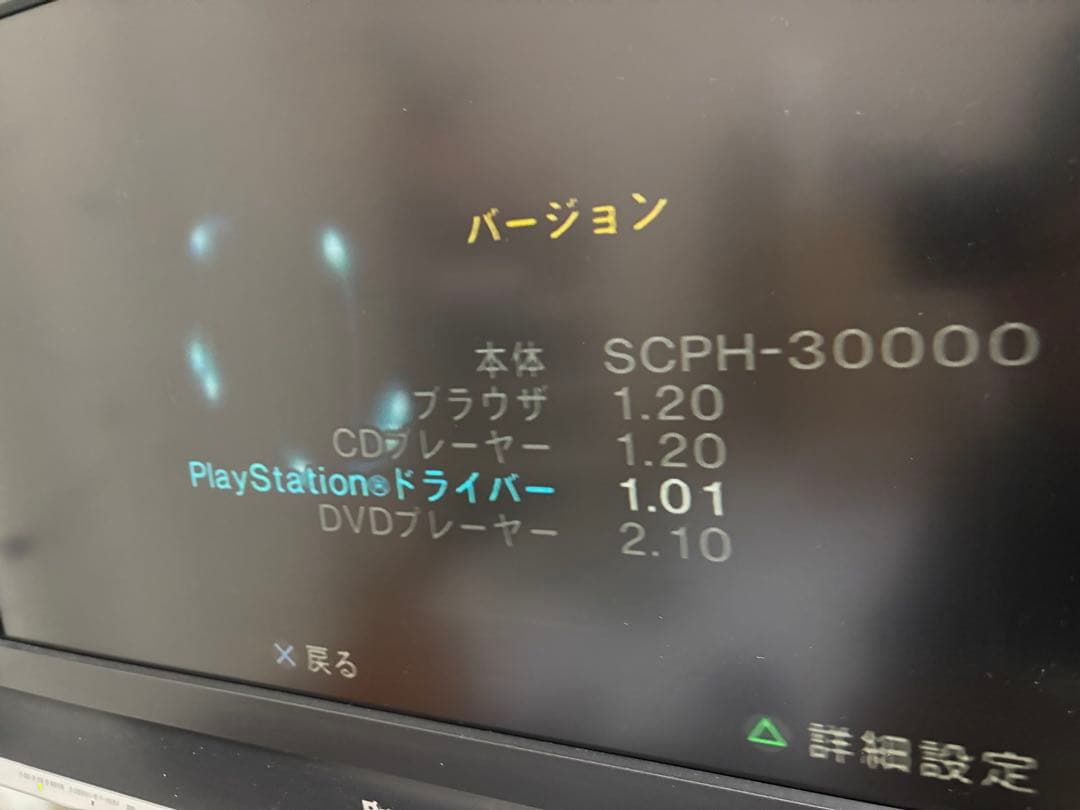 バージョン
本体 SCPH-30000
ブラウザ 1.20
CDプレーヤー 1.20
PlayStation®ドライバー 1.01
DVDプレーヤー 2.10
× 戻る
△ 詳細設定